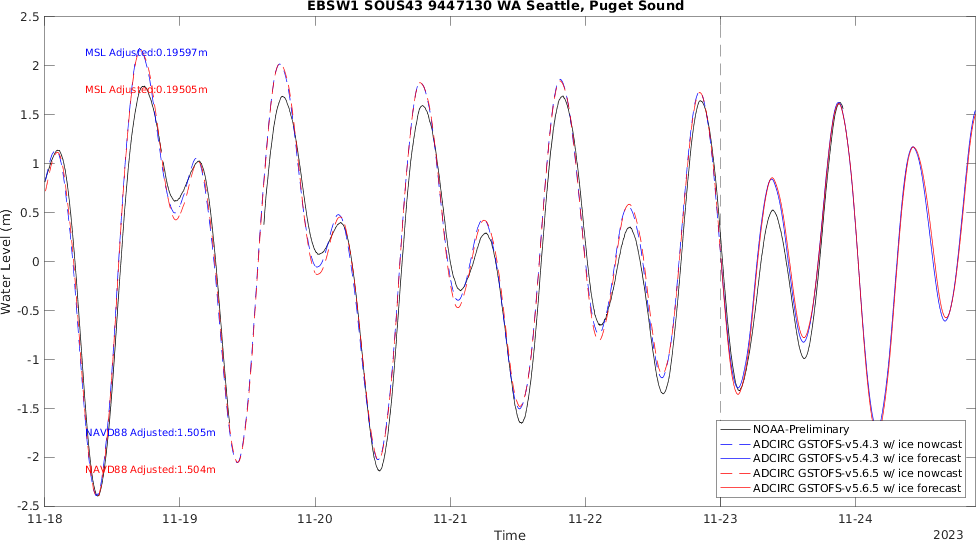 EBSW1 SOUS43 9447130 WA Seattle, Puget Sound
2.5
2
1.5
1
0.5
0
-0.5
-1
-1.5
-2
-2.5
Water Level (m)
MSL Adjusted:0.19597m
MSL Adjusted:0.19505m
NAVD88 Adjusted:1.505m
NAVD88 Adjusted:1.504m
NOAA-Preliminary
ADCIRC GSTOFS-v5.4.3 w/ ice nowcast
ADCIRC GSTOFS-v5.4.3 w/ ice forecast
ADCIRC GSTOFS-v5.6.5 w/ ice nowcast
ADCIRC GSTOFS-v5.6.5 w/ ice forecast
11-18 11-19 11-20 11-21 11-22 11-23 11-24
Time
2023